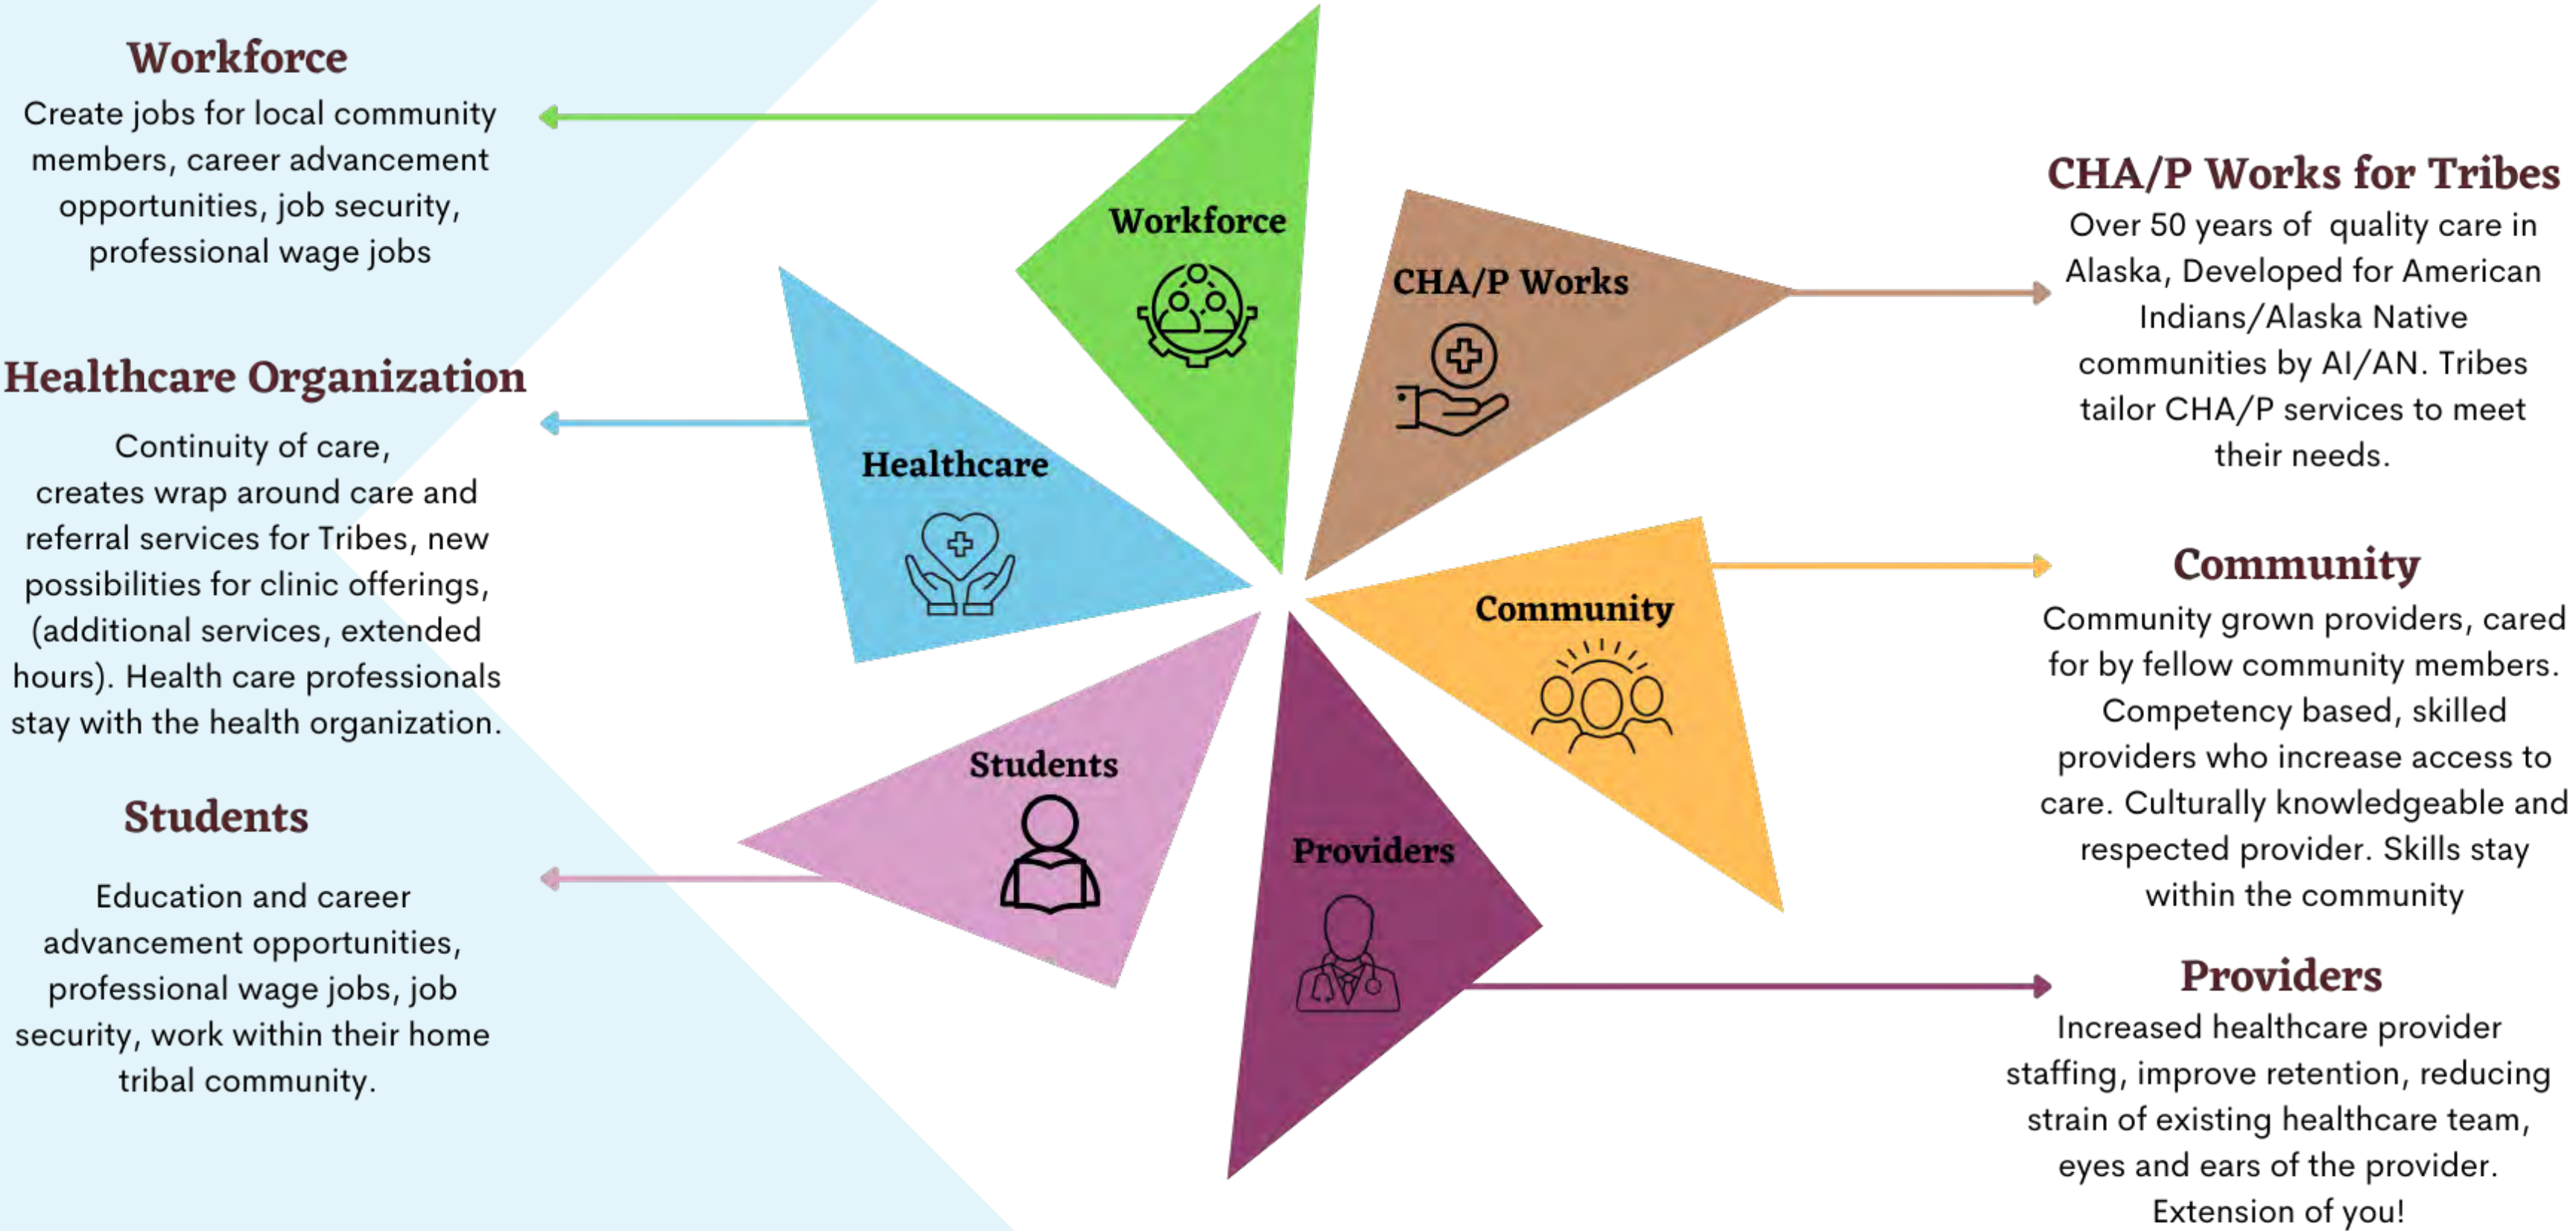 Workforce
Create jobs for local community
members, career advancement
opportunities, job security,
professional wage jobs
Healthcare Organization
Continuity of care,
creates wrap around care and
referral services for Tribes, new
possibilities for clinic offerings,
(additional services, extended
hours). Health care professionals
stay with the health organization.
Students
Education and career
advancement opportunities,
professional wage jobs, job
security, work within their home
tribal community.
Workforce
CHA/P Works
Healthcare
Community
Students
Providers
CHA/P Works for Tribes
Over 50 years of quality care in
Alaska, Developed for American
Indians/Alaska Native
communities by AI/AN. Tribes
tailor CHA/P services to meet
their needs.
Community
Community grown providers, cared
for by fellow community members.
Competency based, skilled
providers who increase access to
care. Culturally knowledgeable and
respected provider. Skills stay
within the community
Providers
Increased healthcare provider
staffing, improve retention, reducing
strain of existing healthcare team,
eyes and ears of the provider.
Extension of you!